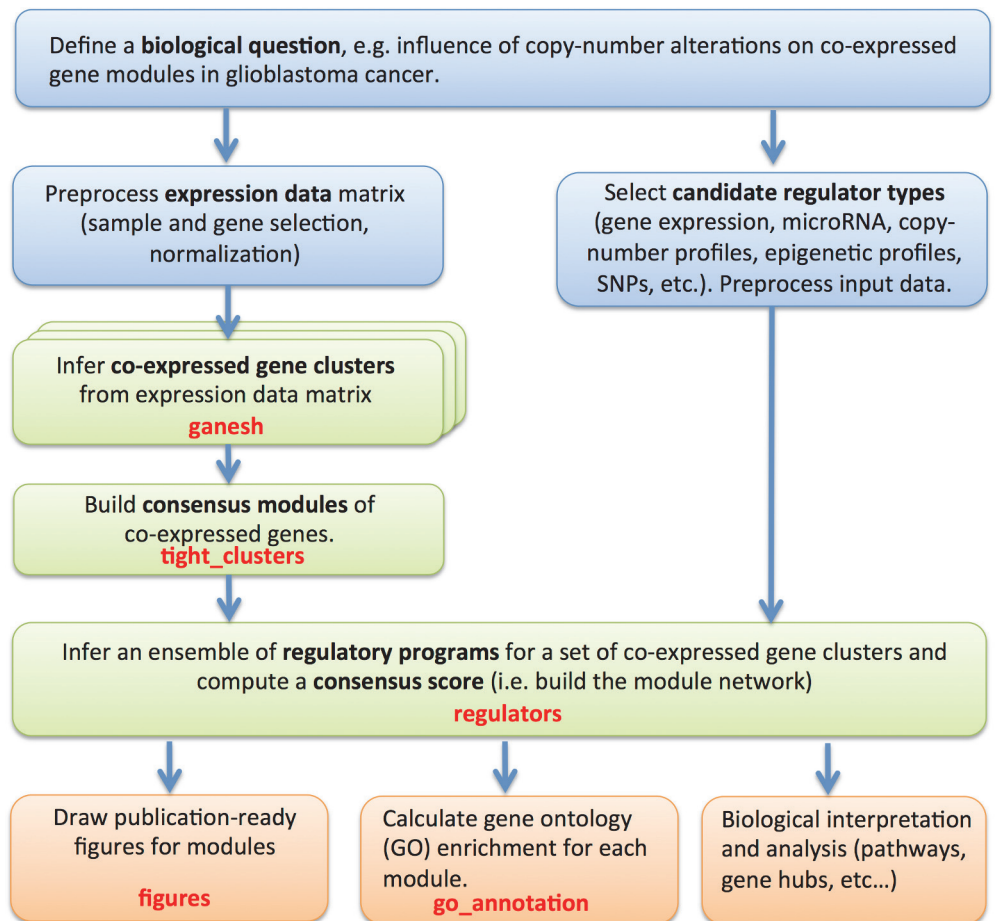 Define a biological question, e.g. influence of copy-number alterations on co-expressed
gene modules in glioblastoma cancer.
Preprocess expression data matrix
(sample and gene selection,
normalization)
Select candidate regulator types
(gene expression, microRNA, copy-
number profiles, epigenetic profiles,
SNPs, etc.). Preprocess input data.
Infer co-expressed gene clusters
from expression data matrix
ganesh
Build consensus modules of
co-expressed genes.
tight_clusters
Infer an ensemble of regulatory programs for a set of co-expressed gene clusters and
compute a consensus score (i.e. build the module network)
regulators
Draw publication-ready
figures for modules
figures
Calculate gene ontology
(GO) enrichment for each
module.
go_annotation
Biological interpretation
and analysis (pathways,
gene hubs, etc...)